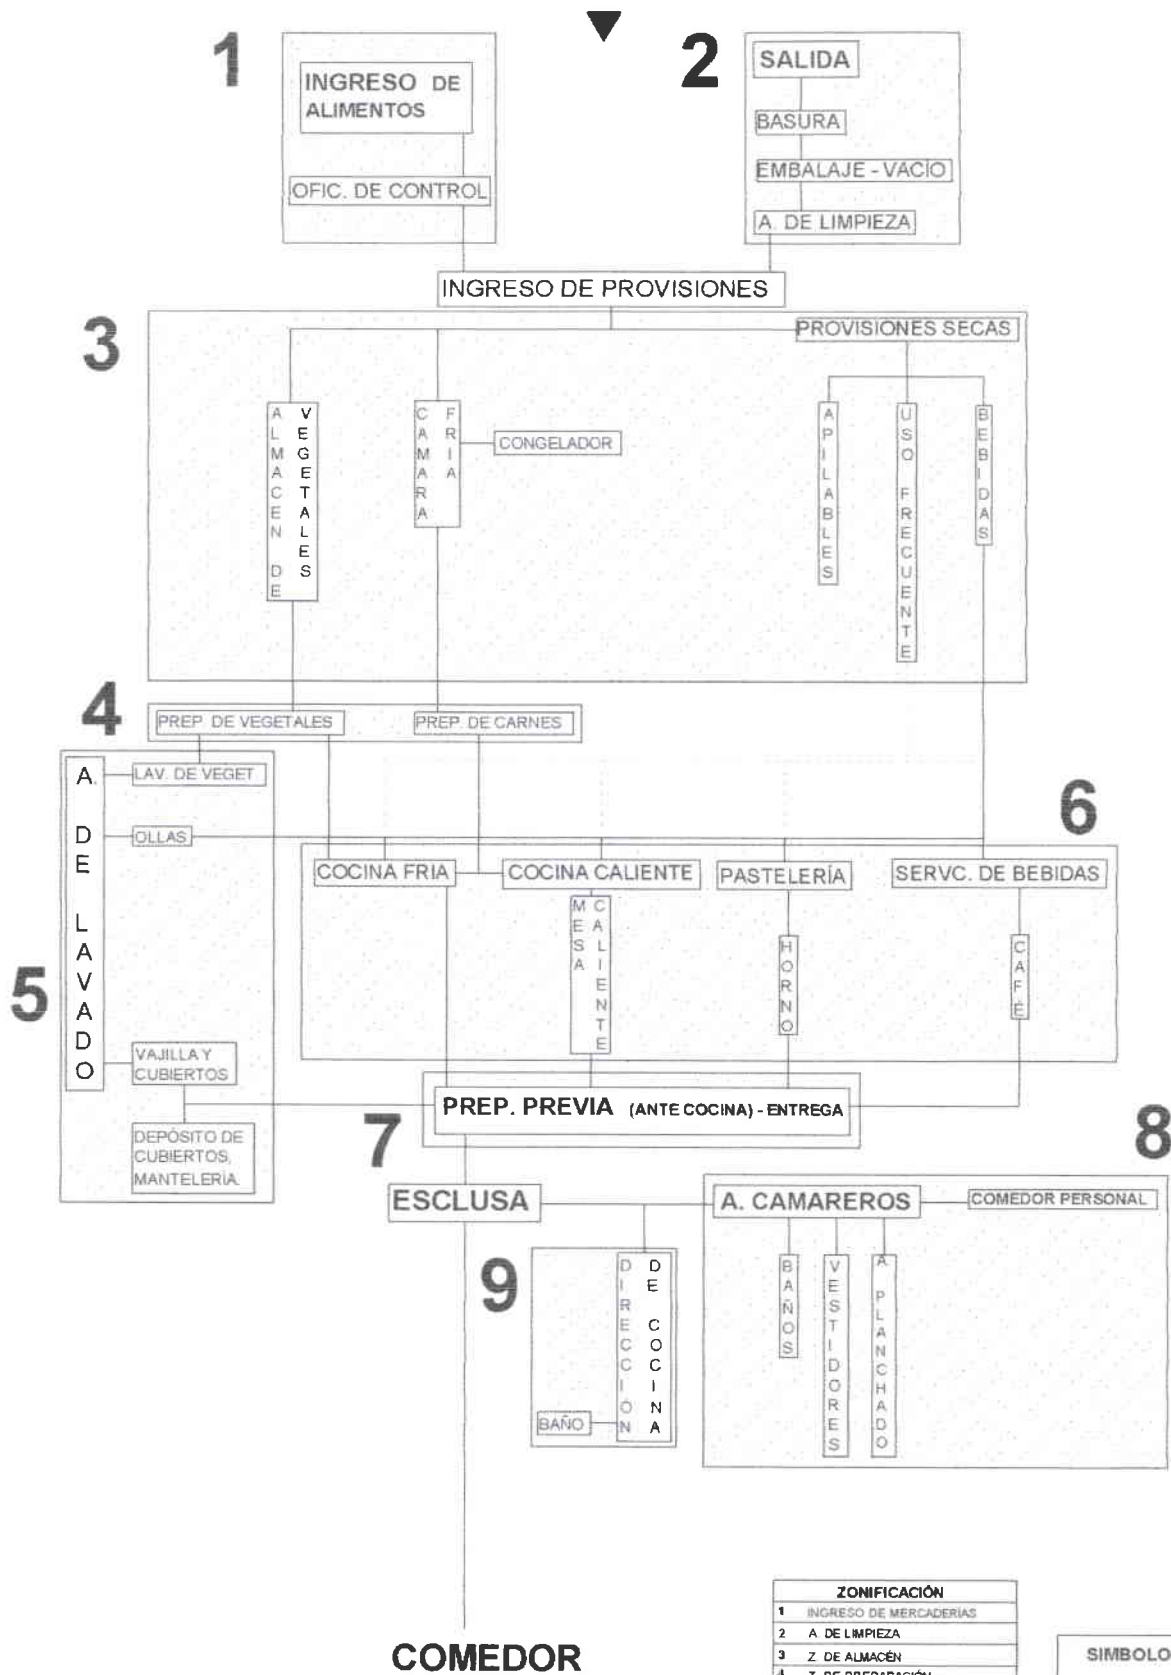 1
INGRESO DE
ALIMENTOS
OFIC. DE CONTROL
2
SALIDA
BASURA
EMBALAJE - VACÍO
A. DE LIMPIEZA
INGRESO DE PROVISIONES
3
PROVISIONES SECAS
ALMACEN DE
VEGETALES
CAMARA
FRIA
CONGELADOR
APILABLES
USO FRECUENTE
BEBIDAS
4
PREP. DE VEGETALES
PREP. DE CARNES
5
A. DE LAVADO
LAV. DE VEGET.
OLLAS
VAJILLA Y
CUBIERTOS
DEPÓSITO DE
CUBIERTOS,
MANTELERÍA.
6
COCINA FRIA
COCINA CALIENTE
PASTELERÍA
SERVC. DE BEBIDAS
MESA
CALIENTE
HORNO
CAFÉ
7
PREP. PREVIA (ANTE COCINA) - ENTREGA
ESCLUSA
8
A. CAMAREROS
COMEDOR PERSONAL
BAÑOS
VESTIDORES
A. PLANCHADO
9
DIRECCIÓN
DE COCINA
BAÑO
COMEDOR
ZONIFICACIÓN
1 INGRESO DE MERCADERÍAS
2 A. DE LIMPIEZA
3 Z. DE ALMACÉN
4 Z. DE PREPARACIÓN
SIMBOLO